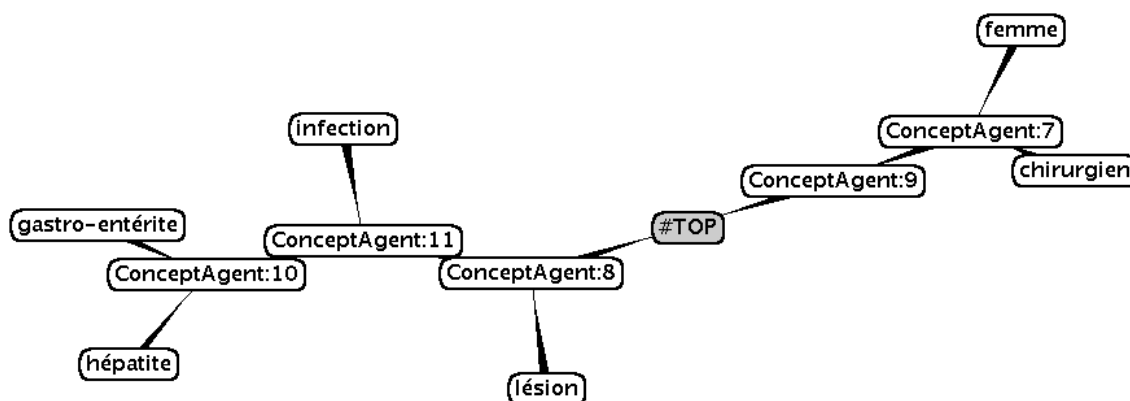 femme
infection
ConceptAgent:7
chirurgien
ConceptAgent:9
gastro-entérite
#TOP
ConceptAgent:11
ConceptAgent:10
ConceptAgent:8
hépatite
lésion